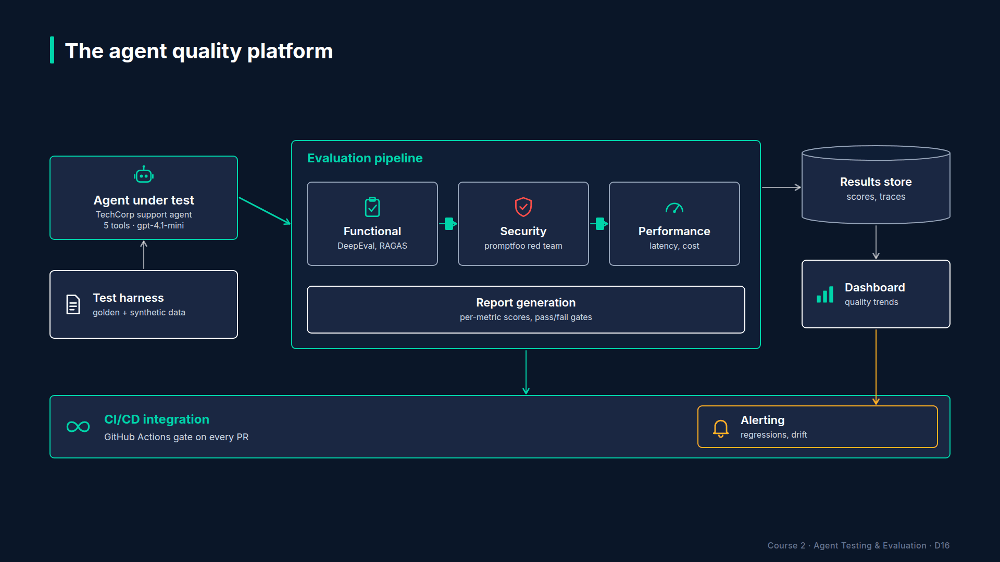 The agent quality platform
Agent under test
TechCorp support agent
5 tools · gpt-4.1-mini
Test harness
golden + synthetic data
Evaluation pipeline
Functional
DeepEval, RAGAS
Security
promptfoo red team
Performance
latency, cost
Report generation
per-metric scores, pass/fail gates
Results store
scores, traces
Dashboard
quality trends
CI/CD integration
GitHub Actions gate on every PR
Alerting
regressions, drift
Course 2 · Agent Testing & Evaluation · D16